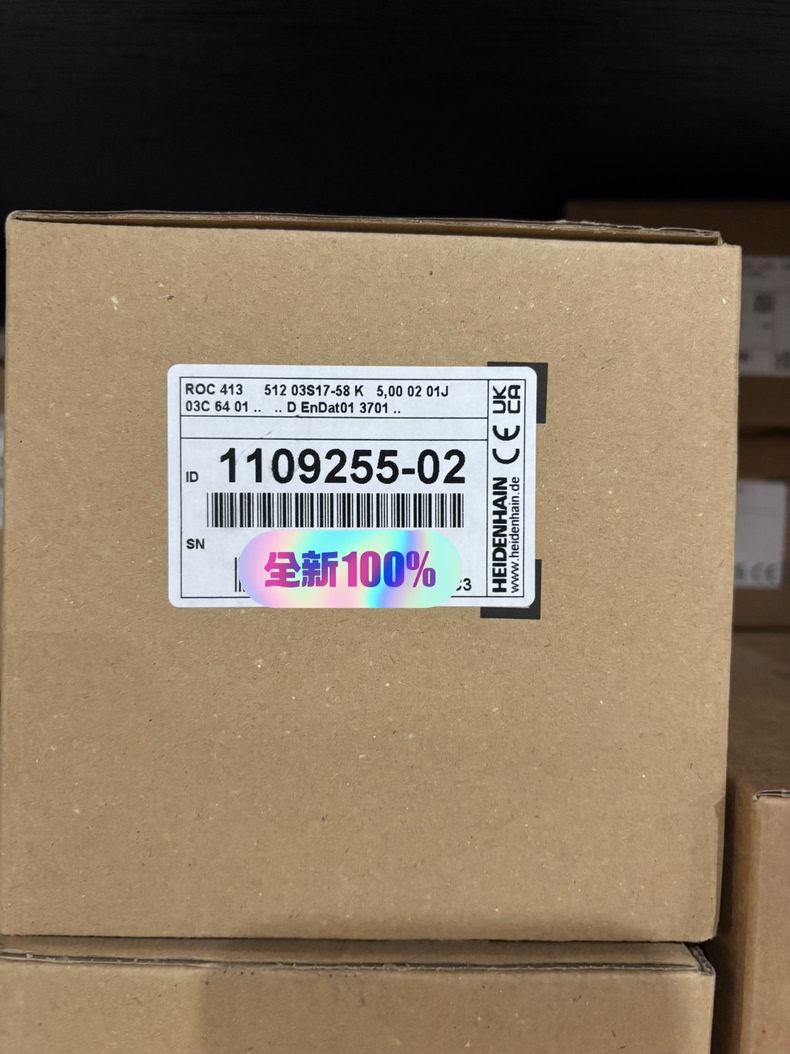 ROC 413 512 03S17-58 K 5,00 02 01J
03C 64 01 .. .. D EnDat01 3701 ..
ID 1109255-02
SN
全新100%
HEIDENHAIN
www.heidenhain.de
CE
UK
CA